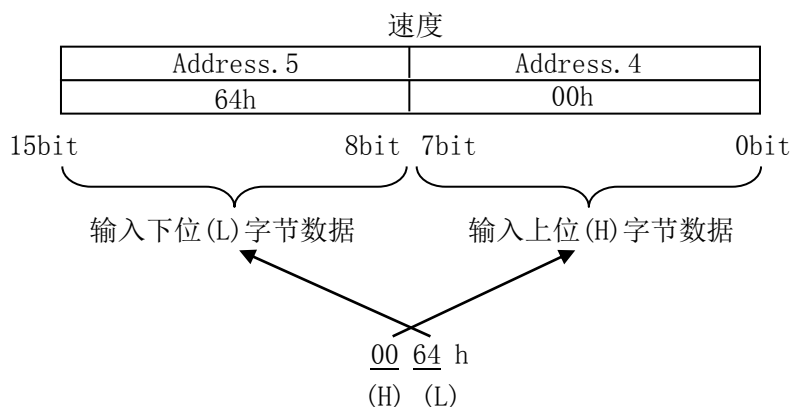 速度
Address.5 Address.4
64h 00h
15bit 8bit 7bit 0bit
输入下位(L)字节数据 输入上位(H)字节数据
00 64 h
(H) (L)